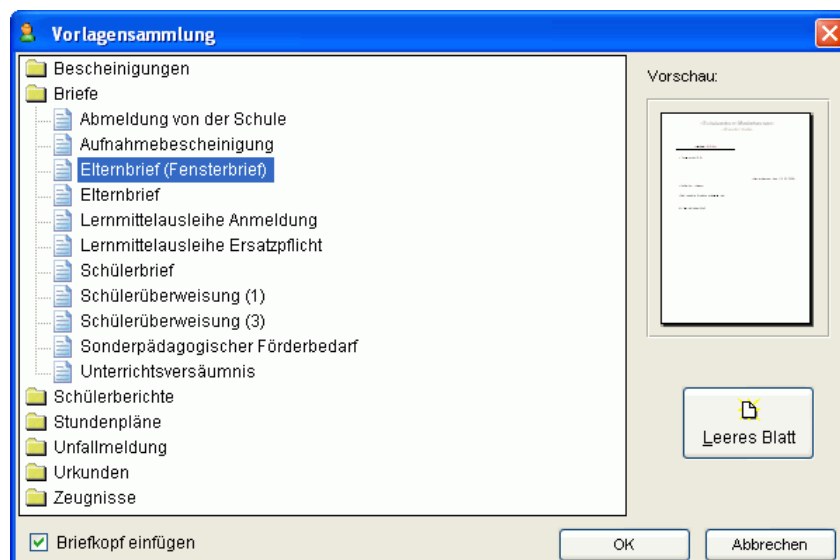 Vorlagensammlung
Bescheinigungen
Briefe
Abmeldung von der Schule
Aufnahmebescheinigung
Elternbrief (Fensterbrief)
Elternbrief
Lernmittelausleihe Anmeldung
Lernmittelausleihe Ersatzpflicht
Schülerbrief
Schülerüberweisung (1)
Schülerüberweisung (3)
Sonderpädagogischer Förderbedarf
Unterrichtsversäumnis
Schülerberichte
Stundenpläne
Unfallmeldung
Urkunden
Zeugnisse
Vorschau:
Leeres Blatt
Briefkopf einfügen
OK
Abbrechen